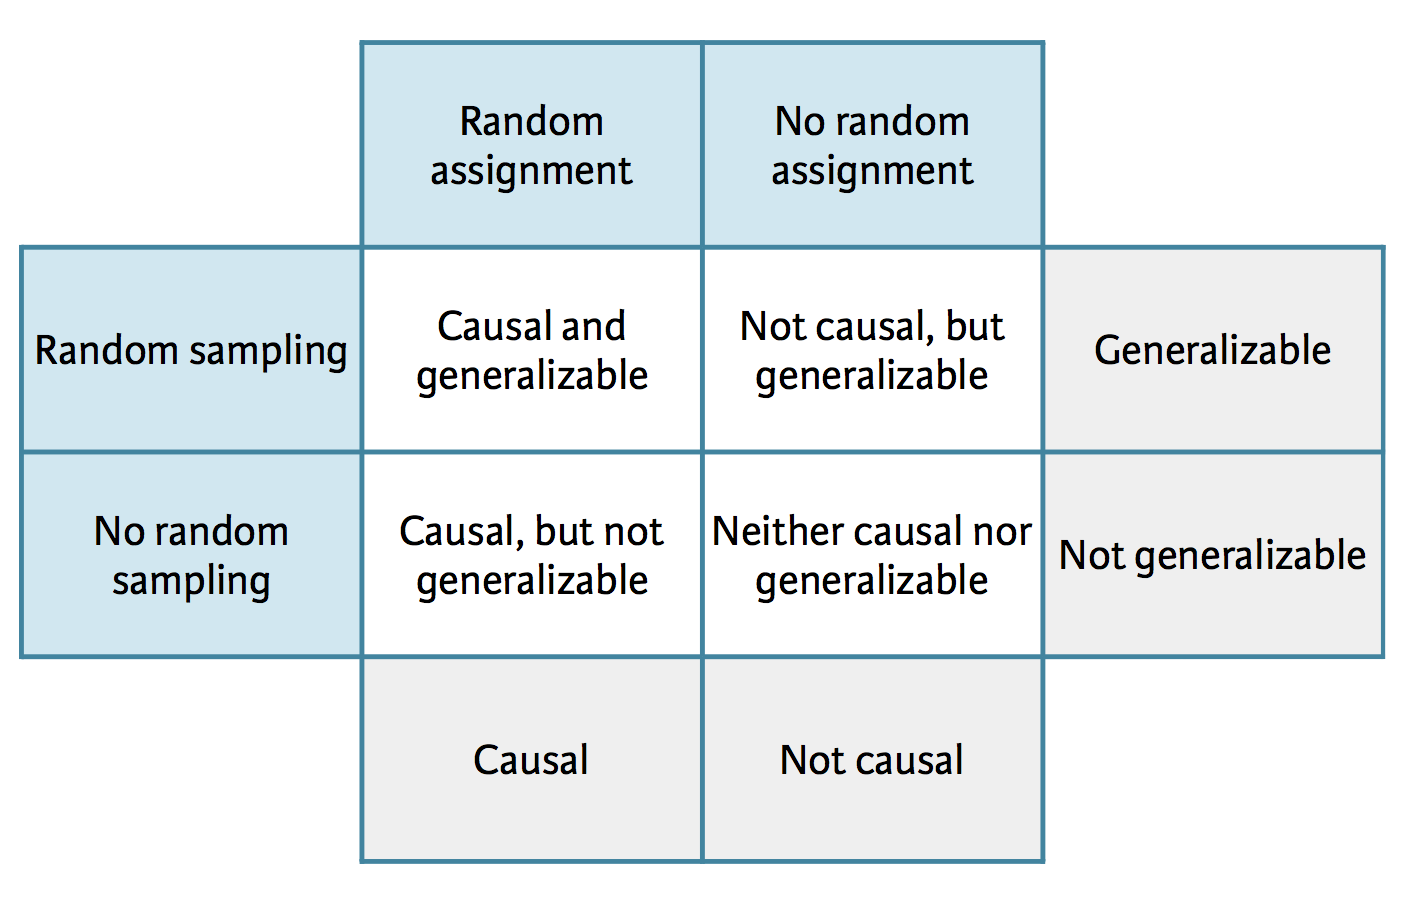 Random
assignment
No random
assignment
Random sampling
Causal and
generalizable
Not causal, but
generalizable
Generalizable
No random
sampling
Causal, but not
generalizable
Neither causal nor
generalizable
Not generalizable
Causal
Not causal